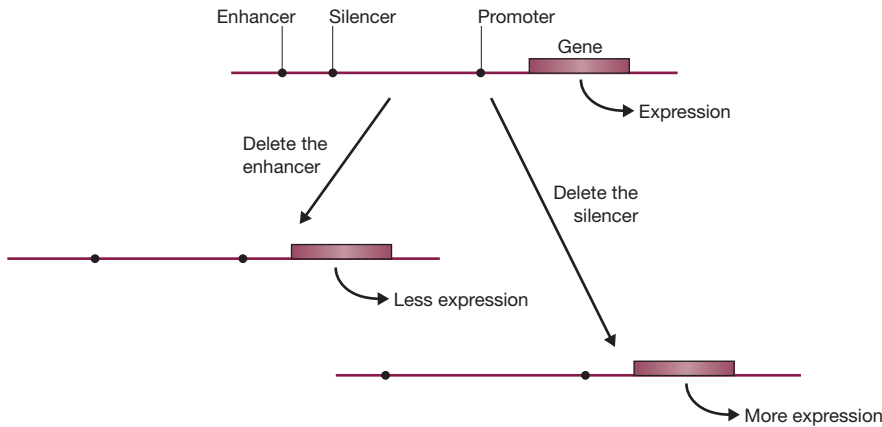 Enhancer
Silencer
Promoter
Gene
Expression
Delete the
enhancer
Delete the
silencer
Less expression
More expression